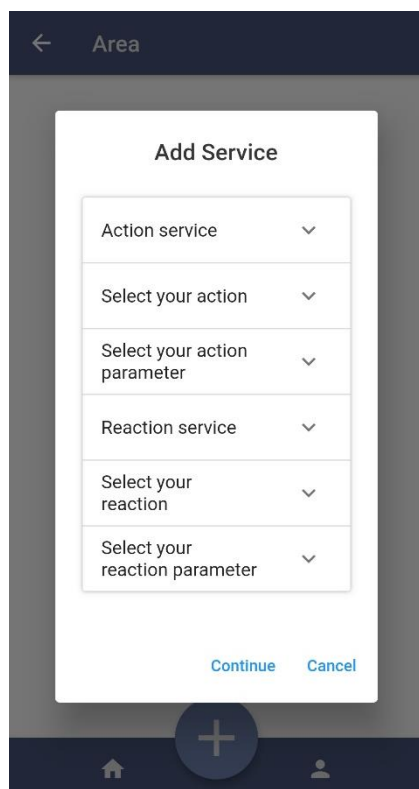 Area
Add Service
Action service
Select your action
Select your action
parameter
Reaction service
Select your
reaction
Select your
reaction parameter
Continue Cancel